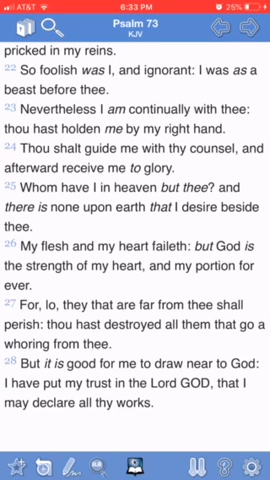 AT&T 6:33 PM 25%
Psalm 73
KJV
pricked in my reins.
22 So foolish was I, and ignorant: I was as a
beast before thee.
23 Nevertheless I am continually with thee:
thou hast holden me by my right hand.
24 Thou shalt guide me with thy counsel, and
afterward receive me to glory.
25 Whom have I in heaven but thee? and
there is none upon earth that I desire beside
thee.
26 My flesh and my heart faileth: but God is
the strength of my heart, and my portion for
ever.
27 For, lo, they that are far from thee shall
perish: thou hast destroyed all them that go a
whoring from thee.
28 But it is good for me to draw near to God:
I have put my trust in the Lord GOD, that I
may declare all thy works.